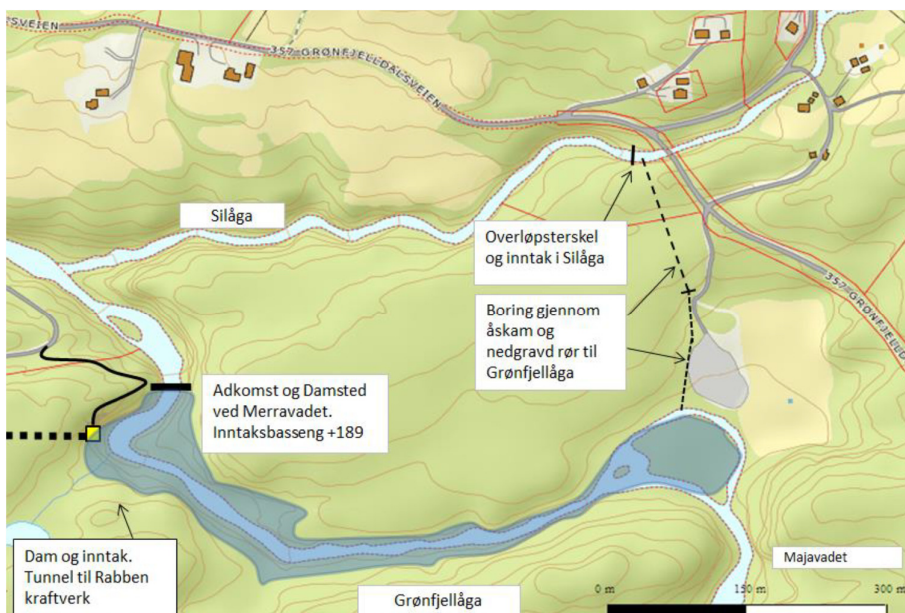 LSVEIEN
357 GRØNFJELLDALSVEIEN
Silåga
Overløpsterskel
og inntak i Silåga
Boring gjennom
åskam og
nedgravd rør til
Grønfjellåga
357 GRØNFJELLD
Adkomst og Damsted
ved Merravadet.
Inntaksbasseng +189
Dam og inntak.
Tunnel til Rabben
kraftverk
Majavadet
Grønfjellåga
0 m 150 m 300 m